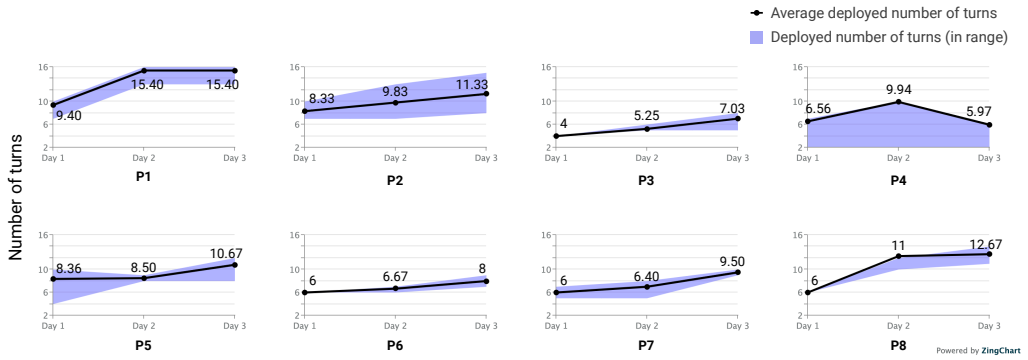 Average deployed number of turns
Deployed number of turns (in range)
Number of turns
16
10
6
2
9.40
15.40
15.40
Day 1
Day 2
Day 3
P1
16
10
6
2
8.33
9.83
11.33
Day 1
Day 2
Day 3
P2
16
10
6
2
4
5.25
7.03
Day 1
Day 2
Day 3
P3
16
10
6
2
6.56
9.94
5.97
Day 1
Day 2
Day 3
P4
16
10
6
2
8.36
8.50
10.67
Day 1
Day 2
Day 3
P5
16
10
6
2
6
6.67
8
Day 1
Day 2
Day 3
P6
16
10
6
2
6
6.40
9.50
Day 1
Day 2
Day 3
P7
16
10
6
2
6
11
12.67
Day 1
Day 2
Day 3
P8
Powered by ZingChart